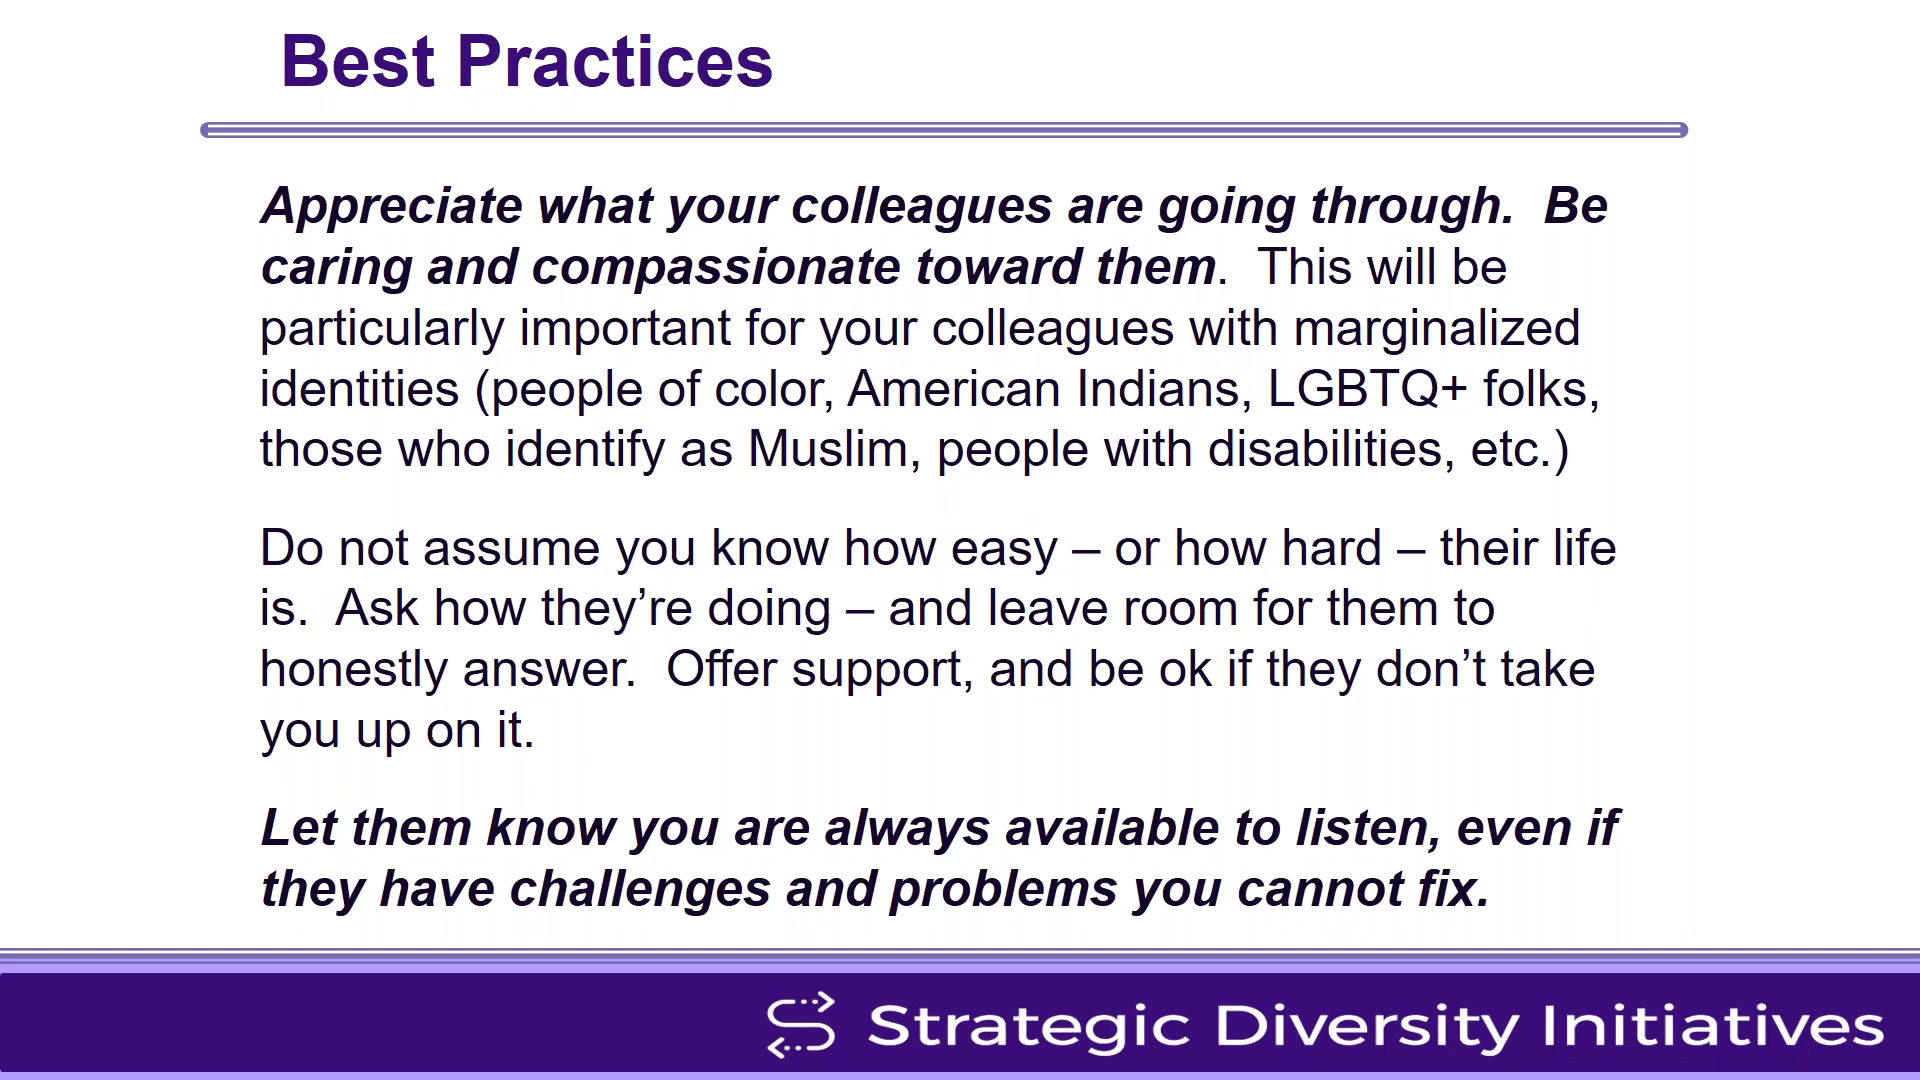 Best Practices
Appreciate what your colleagues are going through.  Be
caring and compassionate toward them.  This will be
particularly important for your colleagues with marginalized
identities (people of color, American Indians, LGBTQ+ folks,
those who identify as Muslim, people with disabilities, etc.)
Do not assume you know how easy – or how hard – their life
is.  Ask how they’re doing – and leave room for them to
honestly answer.  Offer support, and be ok if they don’t take
you up on it.
Let them know you are always available to listen, even if
they have challenges and problems you cannot fix.
Strategic Diversity Initiatives